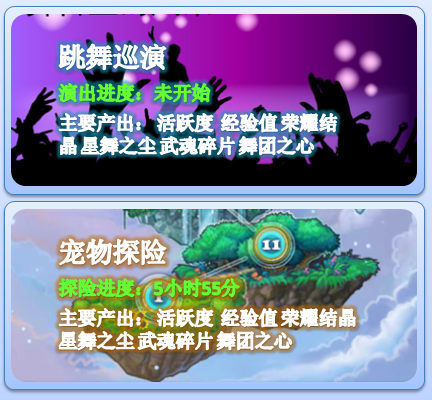 跳舞巡演
演出进度：未开始
主要产出： 活跃度 经验值 荣耀结
晶 星舞之尘 武魂碎片 舞团之心
宠物探险
11
探险进度：5小时55分
1
主要产出： 活跃度 经验值 荣耀结晶
星舞之尘 武魂碎片 舞团之心